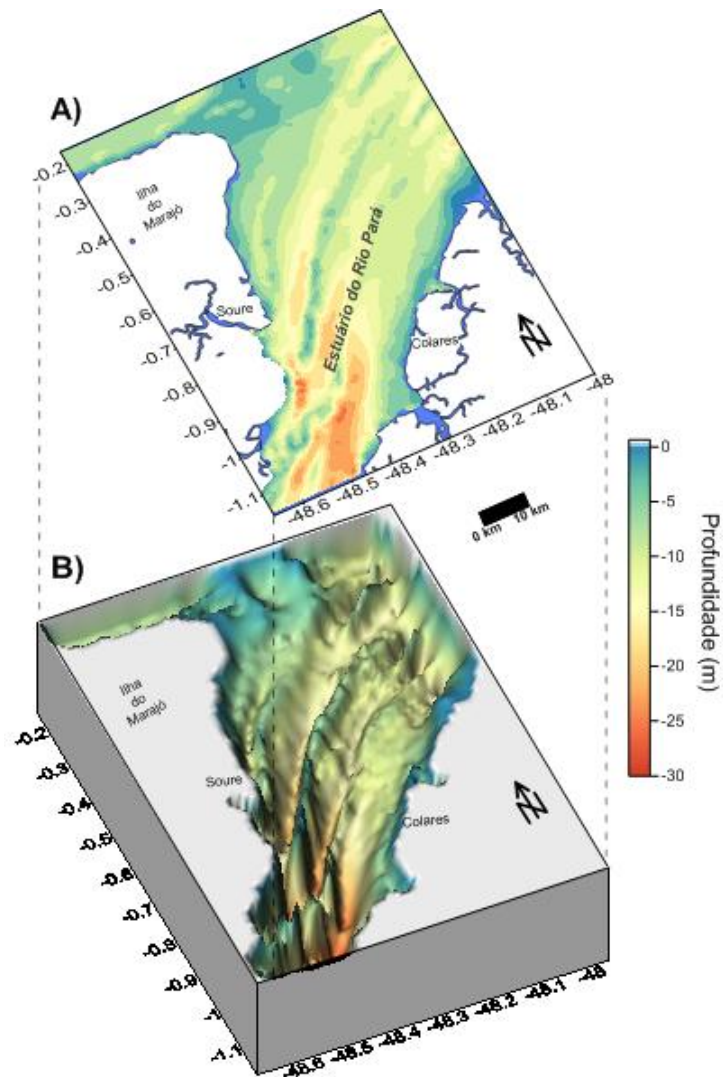 A)
Ilha
do
Marajó
Soure
Estuário do Rio Pará
Colares
N
-0.2
-0.3
-0.4
-0.5
-0.6
-0.7
-0.8
-0.9
-1
-1.1
-48.6
-48.5
-48.4
-48.3
-48.2
-48.1
-48
0 km 10 km
0
-5
-10
-15
-20
-25
-30
Profundidade (m)
B)
Ilha
do
Marajó
Soure
Colares
N
-0.2
-0.3
-0.4
-0.5
-0.6
-0.7
-0.8
-0.9
-1
-1.1
-48.6
-48.5
-48.4
-48.3
-48.2
-48.1
-48